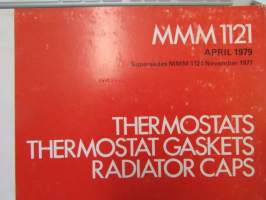 MMM 1121
APRIL 1979
Supersedes MMM 1121 November 1977
THERMOSTATS
THERMOSTAT GASKETS
RADIATOR CAPS